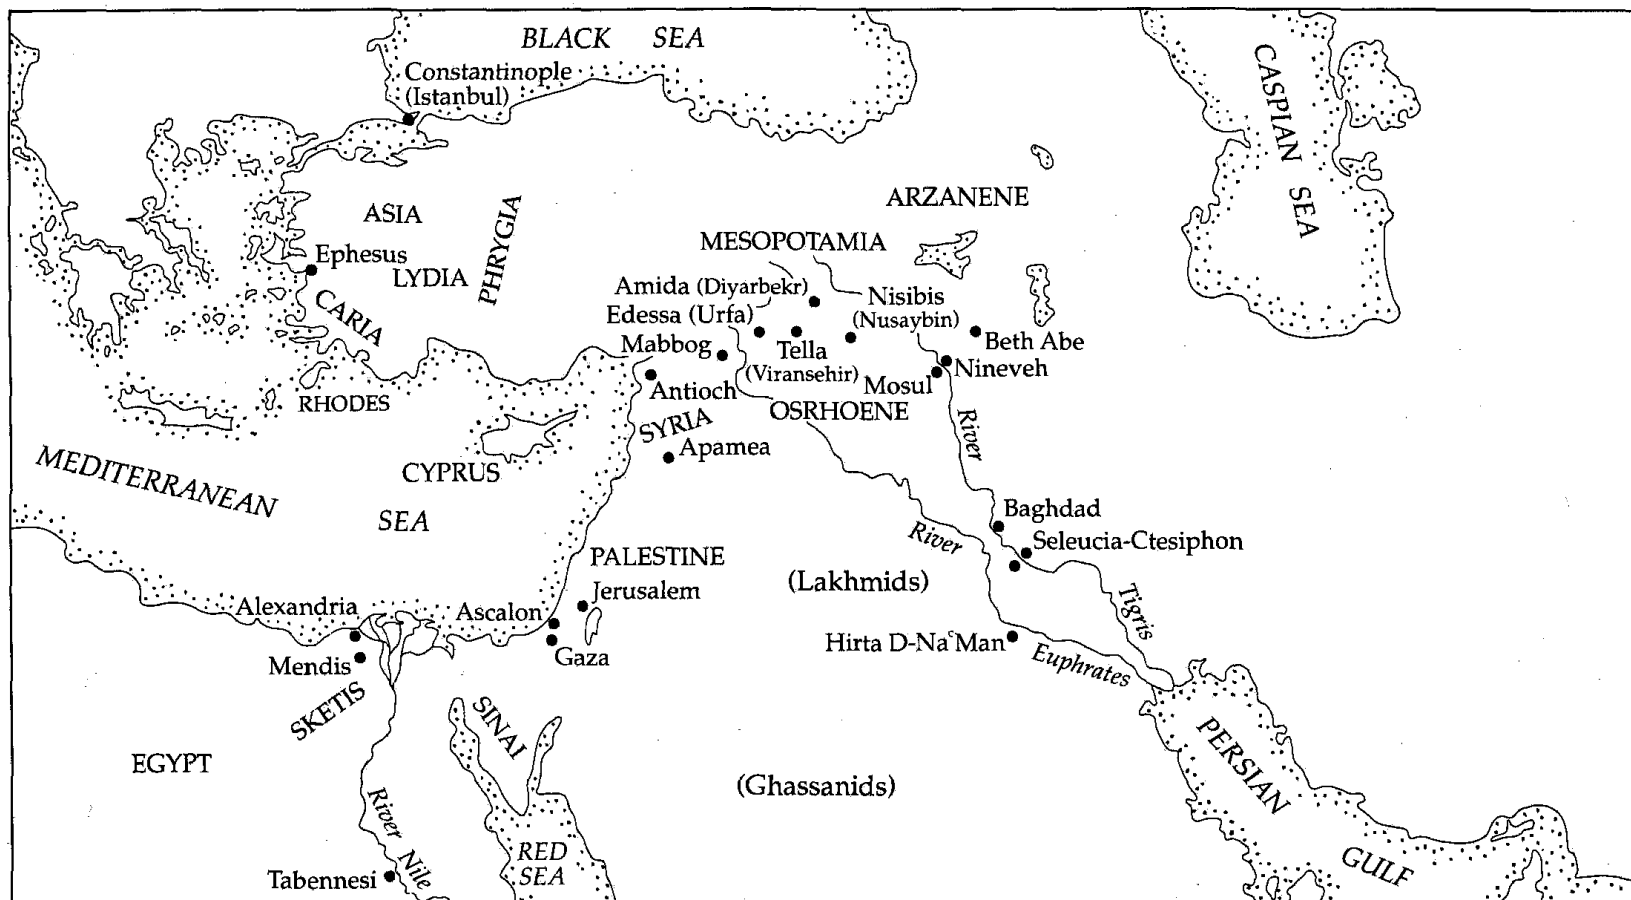 BLACK SEA
Constantinople
(Istanbul)
CASPIAN SEA
ARZANENE
ASIA
PHRYGIA
MESOPOTAMIA
Ephesus
LYDIA
Amida (Diyarbekr)
Nisibis
(Nusaybin)
CARIA
Edessa (Urfa)
Beth Abe
Mabbog
Tella
(Viransehir)
Nineveh
Mosul
Antioch
RHODES
OSRHOENE
SYRIA
River
Apamea
MEDITERRANEAN
CYPRUS
SEA
Baghdad
River
Seleucia-Ctesiphon
PALESTINE
(Lakhmids)
Jerusalem
Tigris
Alexandria
Ascalon
Hirta D-NaʿMan
Gaza
Mendis
Euphrates
SKETIS
SINAI
PERSIAN
EGYPT
(Ghassanids)
River Nile
RED
SEA
GULF
Tabennesi